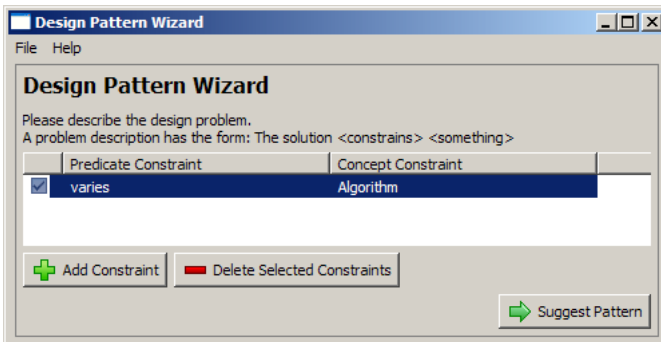 Design Pattern Wizard
File Help
Design Pattern Wizard
Please describe the design problem.
A problem description has the form: The solution <constrains> <something>
Predicate Constraint Concept Constraint
varies Algorithm
Add Constraint Delete Selected Constraints
Suggest Pattern